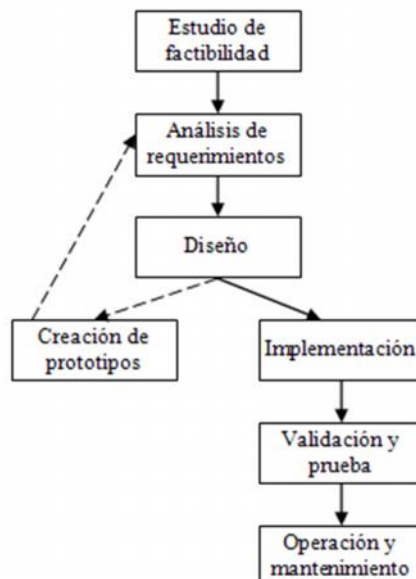 Estudio de
factibilidad
Análisis de
requerimientos
Diseño
Creación de
prototipos
Implementación
Validación y
prueba
Operación y
mantenimiento